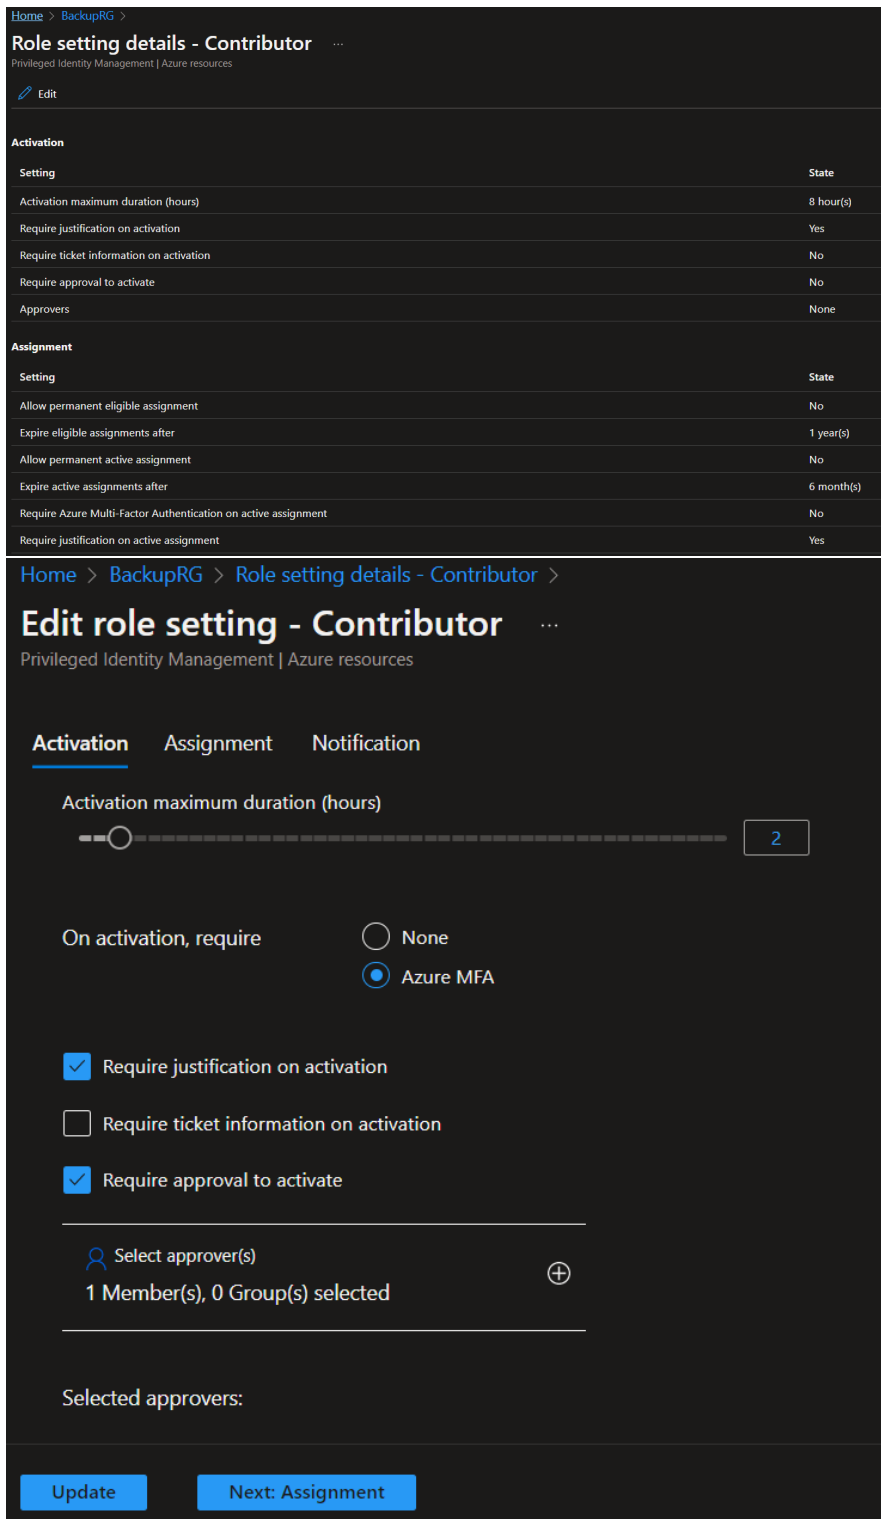 Home > BackupRG >
Role setting details - Contributor ...
Privileged Identity Management | Azure resources
Edit
Activation
Setting State
Activation maximum duration (hours) 8 hour(s)
Require justification on activation Yes
Require ticket information on activation No
Require approval to activate No
Approvers None
Assignment
Setting State
Allow permanent eligible assignment No
Expire eligible assignments after 1 year(s)
Allow permanent active assignment No
Expire active assignments after 6 month(s)
Require Azure Multi-Factor Authentication on active assignment No
Require justification on active assignment Yes
Home > BackupRG > Role setting details - Contributor >
Edit role setting - Contributor ...
Privileged Identity Management | Azure resources
Activation Assignment Notification
Activation maximum duration (hours)
2
On activation, require None
Azure MFA
Require justification on activation
Require ticket information on activation
Require approval to activate
Select approver(s)
1 Member(s), 0 Group(s) selected
Selected approvers:
Update Next: Assignment